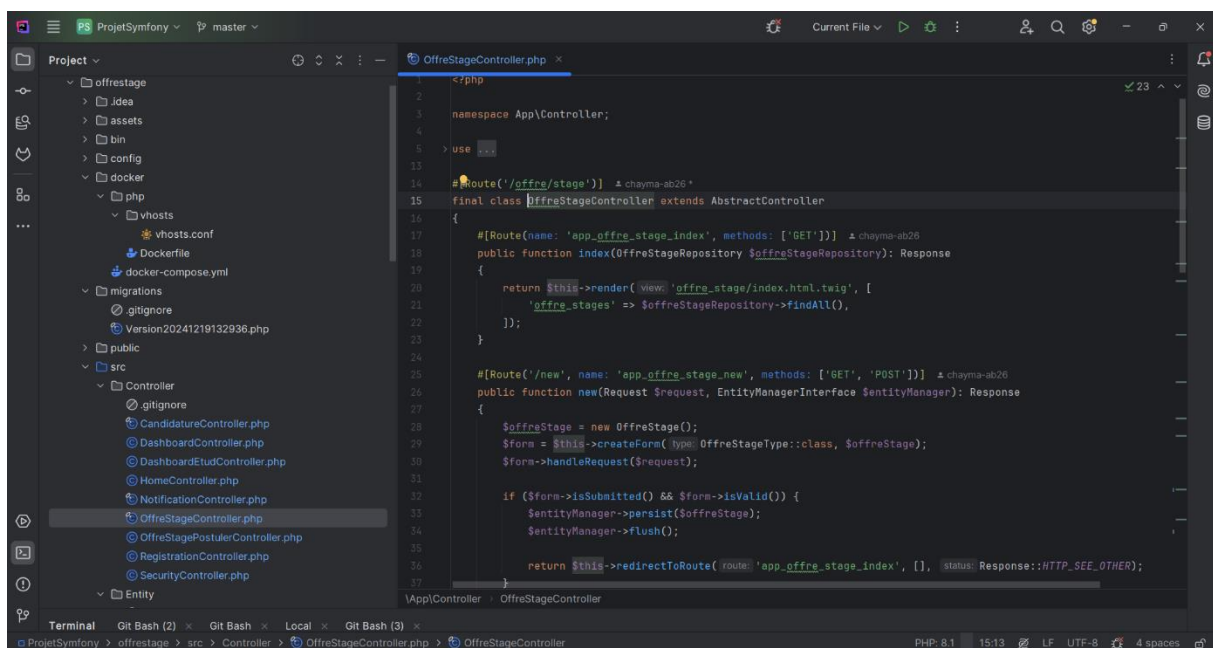 PS ProjetSymfony master Current File
Project
offrestage
.idea
assets
bin
config
docker
php
vhosts
vhosts.conf
Dockerfile
docker-compose.yml
migrations
.gitignore
Version20241219132936.php
public
src
Controller
.gitignore
CandidatureController.php
DashboardController.php
DashboardEtudController.php
HomeController.php
NotificationController.php
OffreStageController.php
OffreStagePostulerController.php
RegistrationController.php
SecurityController.php
Entity
OffreStageController.php
23
1 <?php
2
3 namespace App\Controller;
4
5 use ...
13
14 #[Route('/offre/stage')] chayma-ab26 *
15 final class OffreStageController extends AbstractController
16 {
17 #[Route(name: 'app_offre_stage_index', methods: ['GET'])] chayma-ab26
18 public function index(OffreStageRepository $offreStageRepository): Response
19 {
20 return $this->render( view: 'offre_stage/index.html.twig', [
21 'offre_stages' => $offreStageRepository->findAll(),
22 ]);
23 }
24
25 #[Route('/new', name: 'app_offre_stage_new', methods: ['GET', 'POST'])] chayma-ab26
26 public function new(Request $request, EntityManagerInterface $entityManager): Response
27 {
28 $offreStage = new OffreStage();
29 $form = $this->createForm( type: OffreStageType::class, $offreStage);
30 $form->handleRequest($request);
31
32 if ($form->isSubmitted() && $form->isValid()) {
33 $entityManager->persist($offreStage);
34 $entityManager->flush();
35
36 return $this->redirectToRoute( route: 'app_offre_stage_index', [], status: Response::HTTP_SEE_OTHER);
37 }
\App\Controller > OffreStageController
Terminal Git Bash (2) × Git Bash × Local × Git Bash (3) ×
ProjetSymfony > offrestage > src > Controller > OffreStageController.php > OffreStageController PHP: 8.1 15:13 LF UTF-8 4 spaces